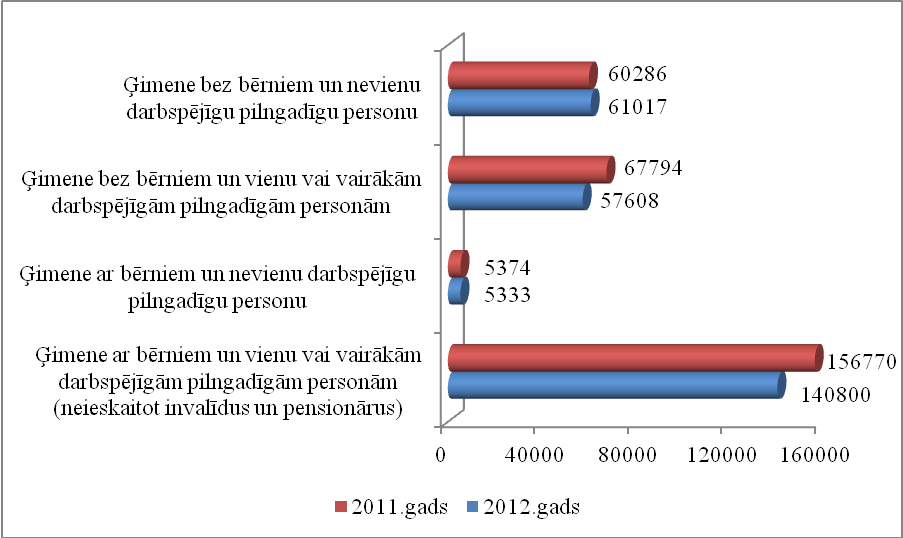 Ģimene bez bērniem un nevienu
darbspējīgu pilngadīgu personu
60286
61017
Ģimene bez bērniem un vienu vai vairākām
darbspējīgām pilngadīgām personām
67794
57608
Ģimene ar bērniem un nevienu darbspējīgu
pilngadīgu personu
5374
5333
Ģimene ar bērniem un vienu vai vairākām
darbspējīgām pilngadīgām personām
(neieskaitot invalīdus un pensionārus)
156770
140800
0 40000 80000 120000 160000
2011.gads 2012.gads